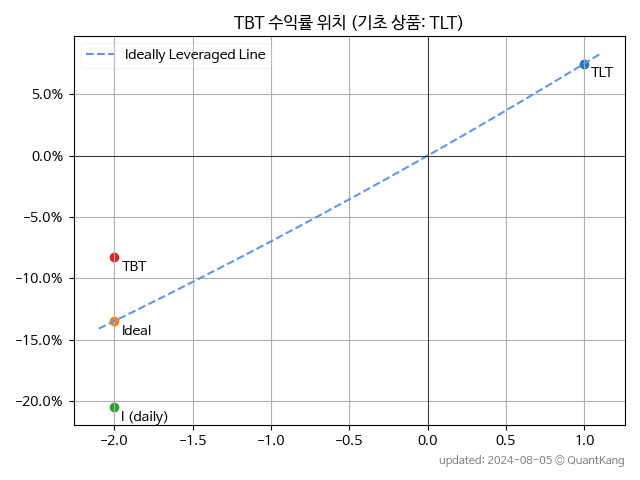 TBT 수익률 위치 (기초 상품: TLT)
Ideally Leveraged Line
TLT
5.0%
0.0%
−5.0%
TBT
−10.0%
Ideal
−15.0%
−20.0%
I (daily)
−2.0 −1.5 −1.0 −0.5 0.0 0.5 1.0
updated: 2024-08-05 © QuantKang